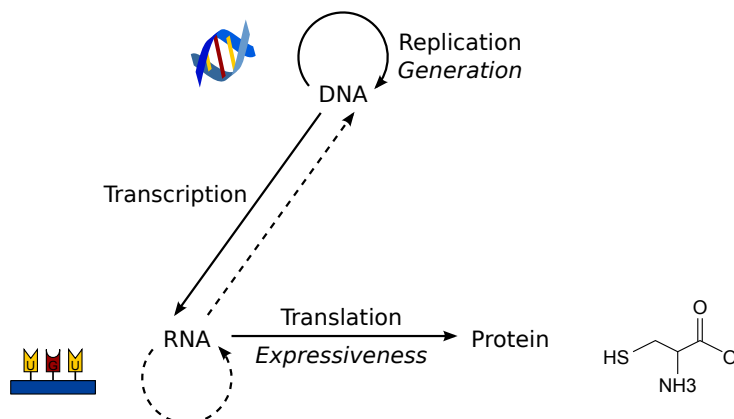 Replication
Generation
DNA
Transcription
RNA
Translation
Expressiveness
Protein
U G U
O
HS
NH3